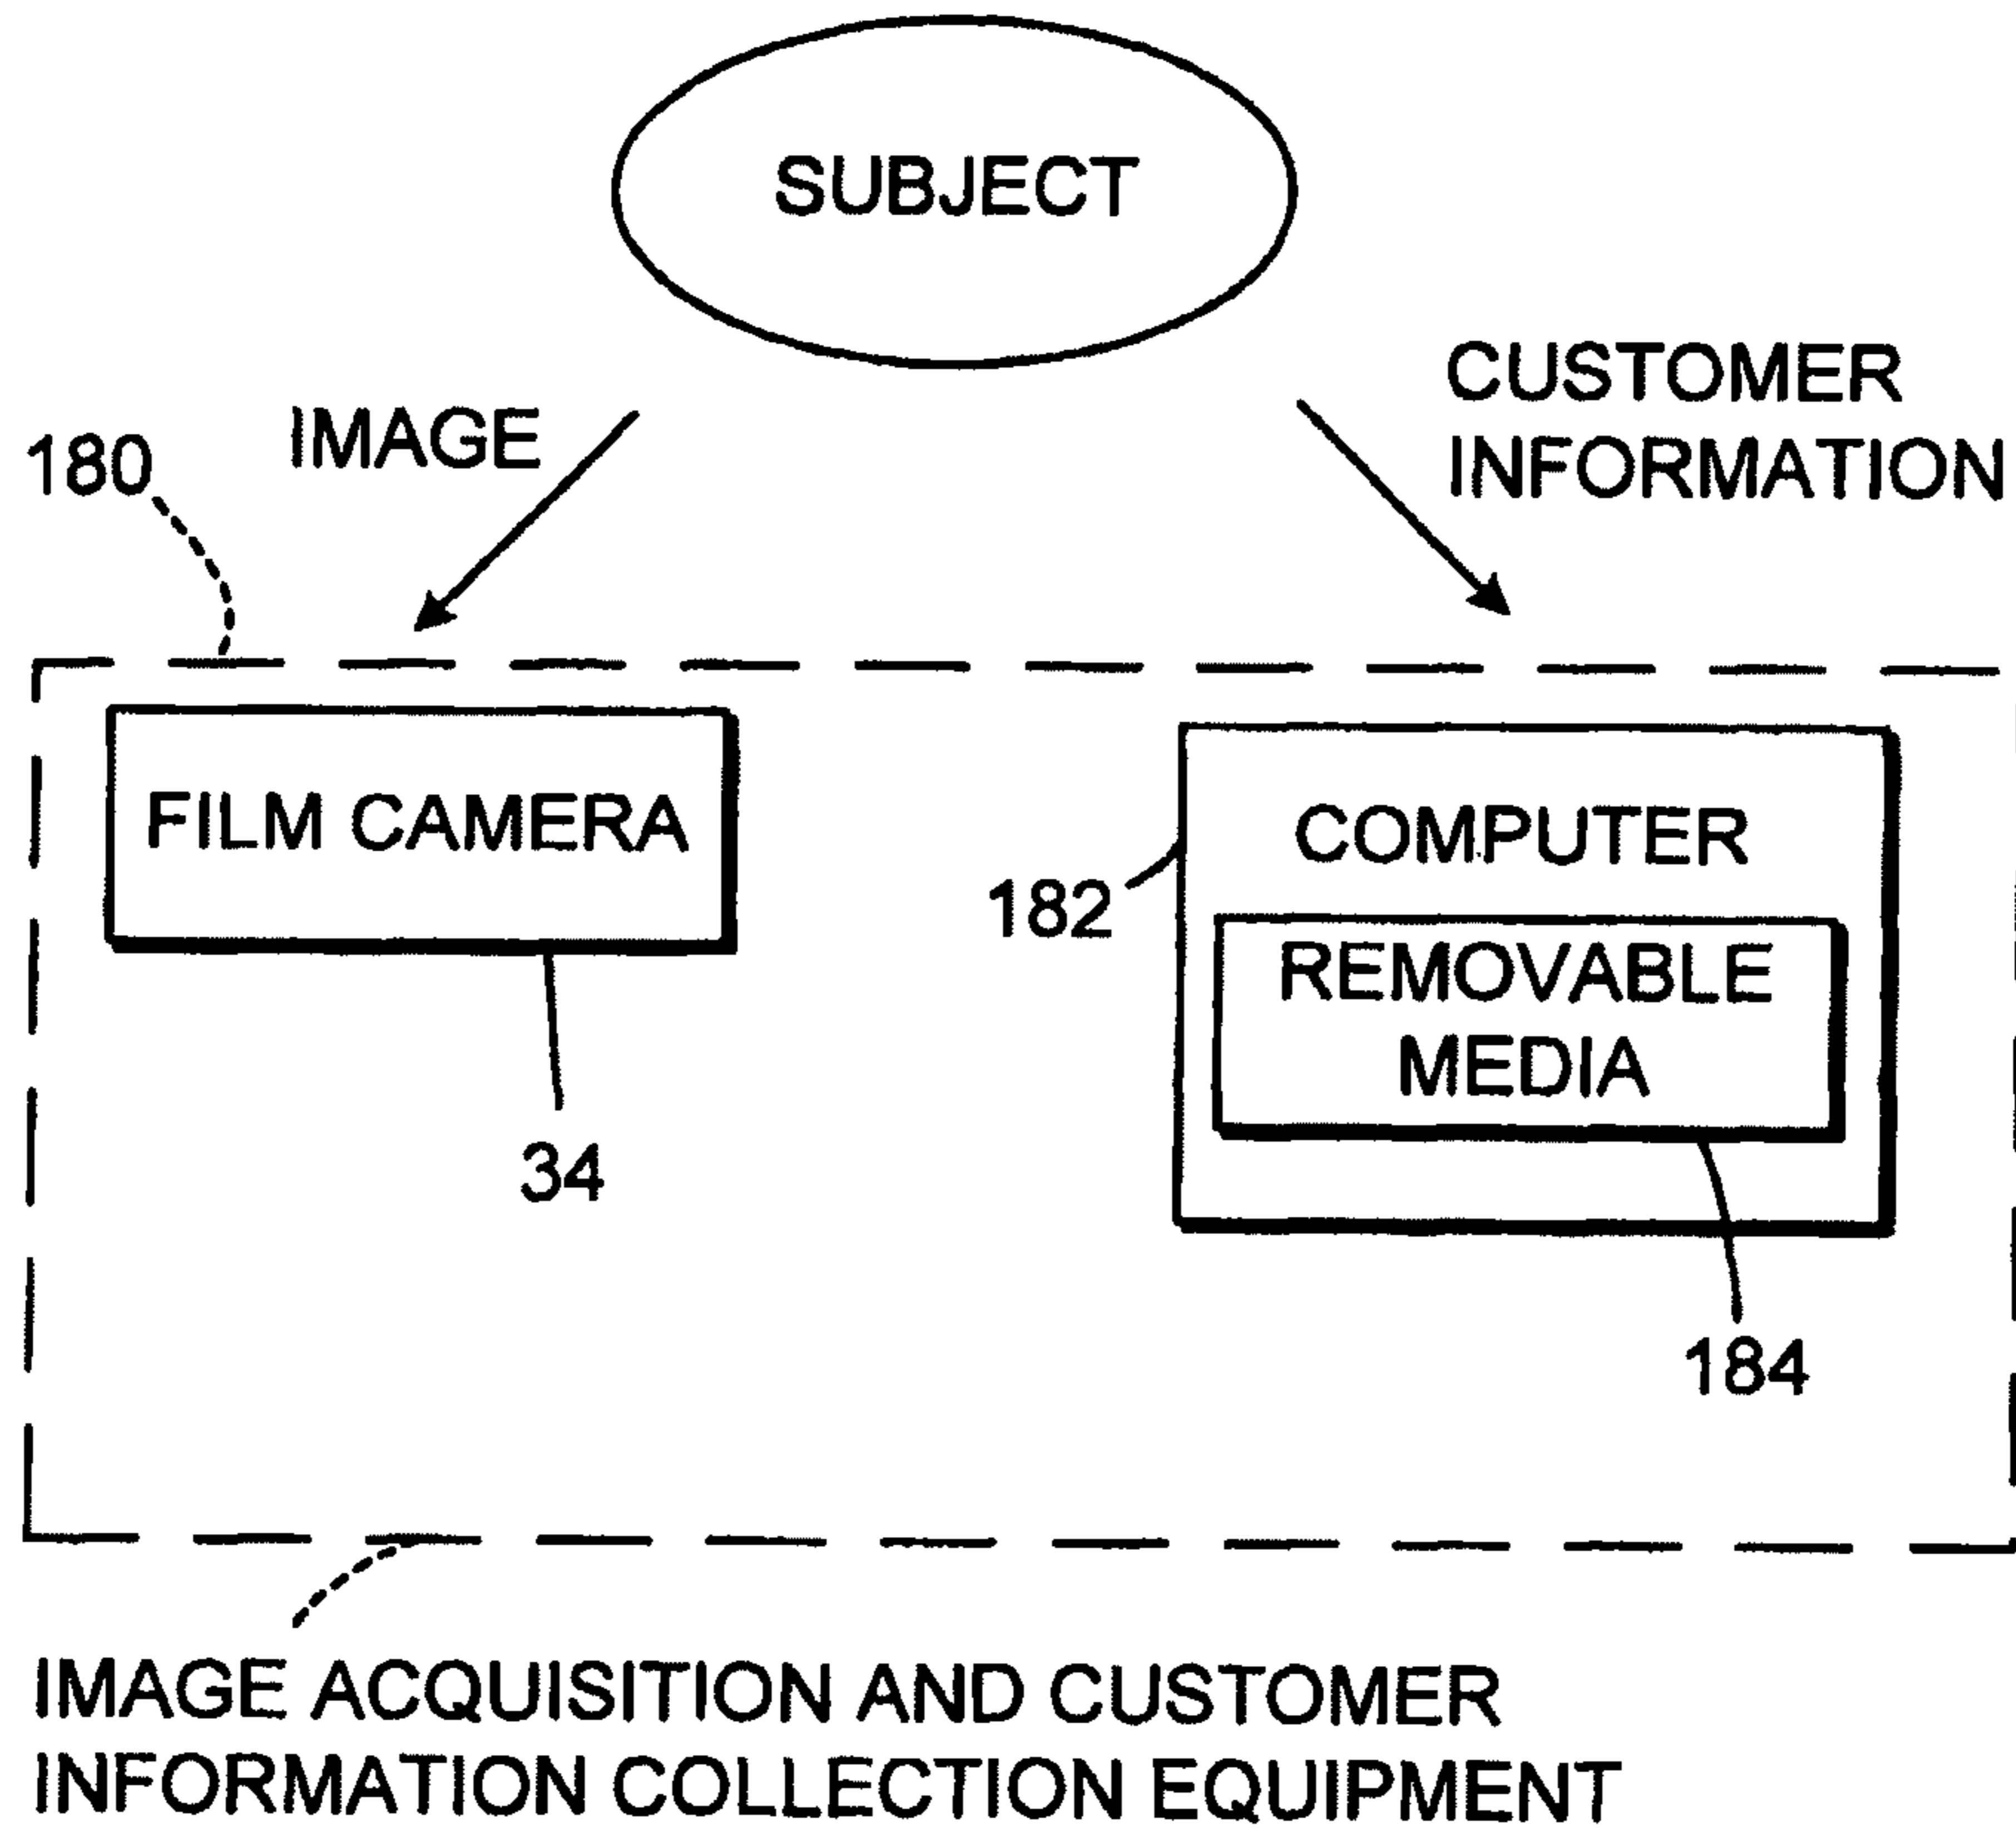 SUBJECT
CUSTOMER
INFORMATION
IMAGE
180
FILM CAMERA
COMPUTER
182
REMOVABLE
MEDIA
34
184
IMAGE ACQUISITION AND CUSTOMER
INFORMATION COLLECTION EQUIPMENT